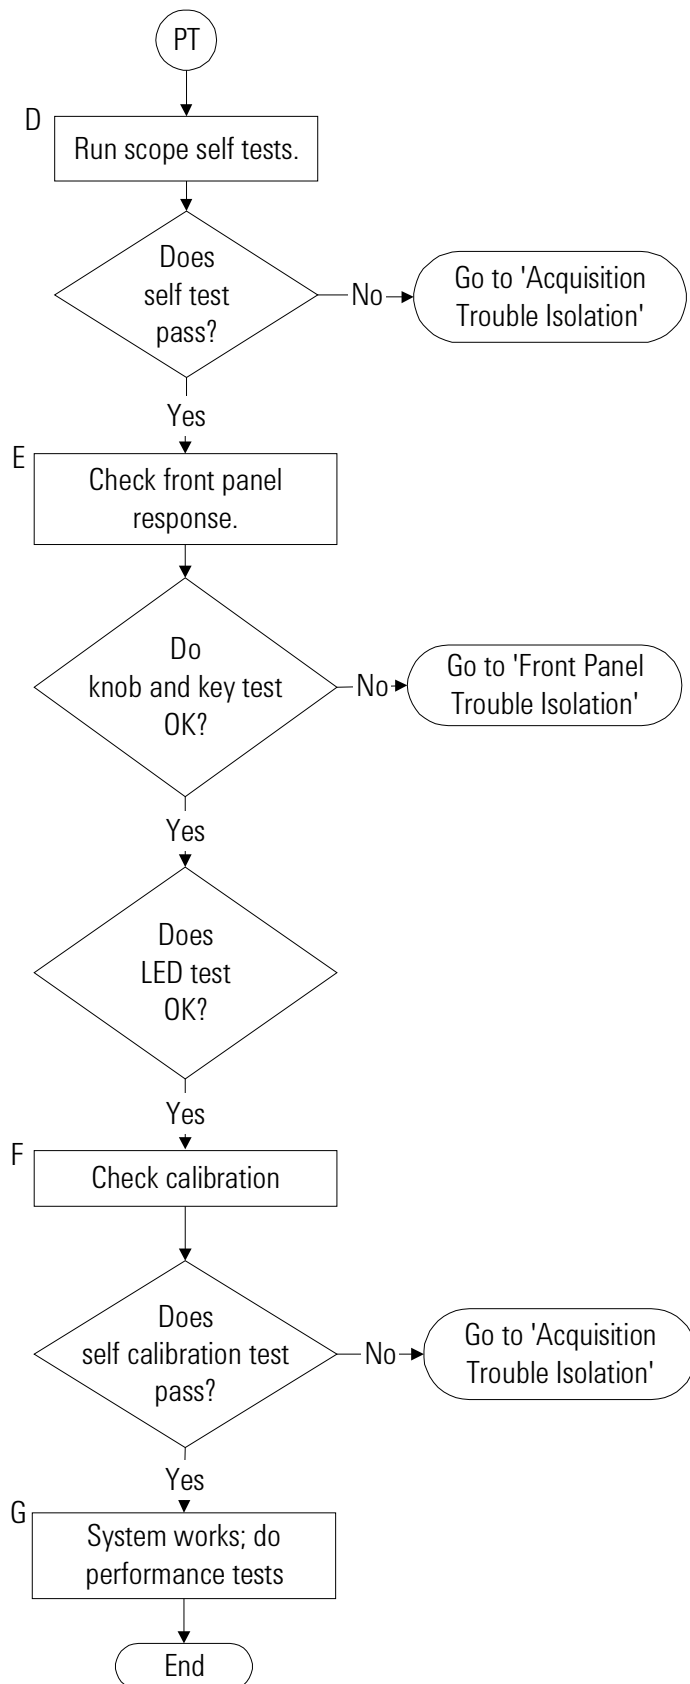 PT
D
Run scope self tests.
Does
self test
pass?
No
Go to 'Acquisition
Trouble Isolation'
Yes
E
Check front panel
response.
Do
knob and key test
OK?
No
Go to 'Front Panel
Trouble Isolation'
Yes
Does
LED test
OK?
Yes
F
Check calibration
Does
self calibration test
pass?
No
Go to 'Acquisition
Trouble Isolation'
Yes
G
System works; do
performance tests
End